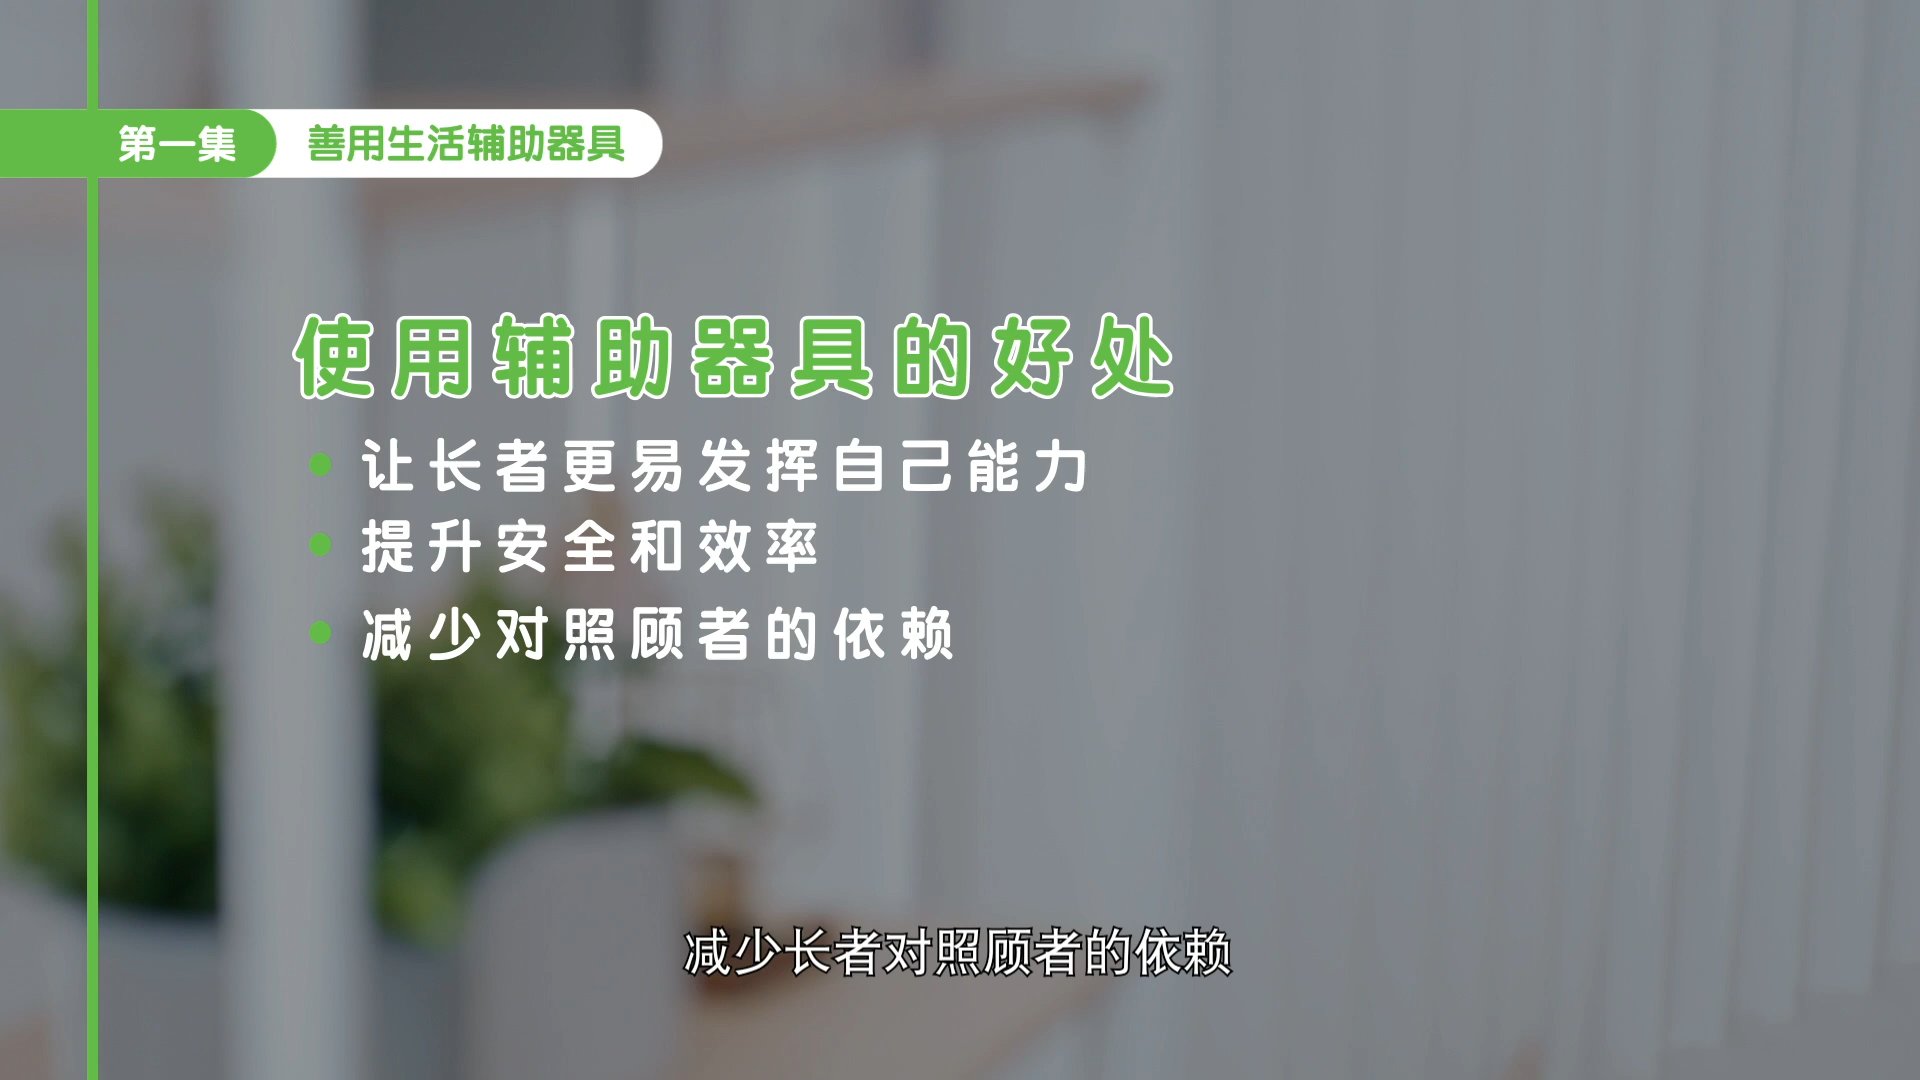 第一集 善用生活辅助器具
使用辅助器具的好处
让长者更易发挥自己能力
提升安全和效率
减少对照顾者的依赖
减少长者对照顾者的依赖